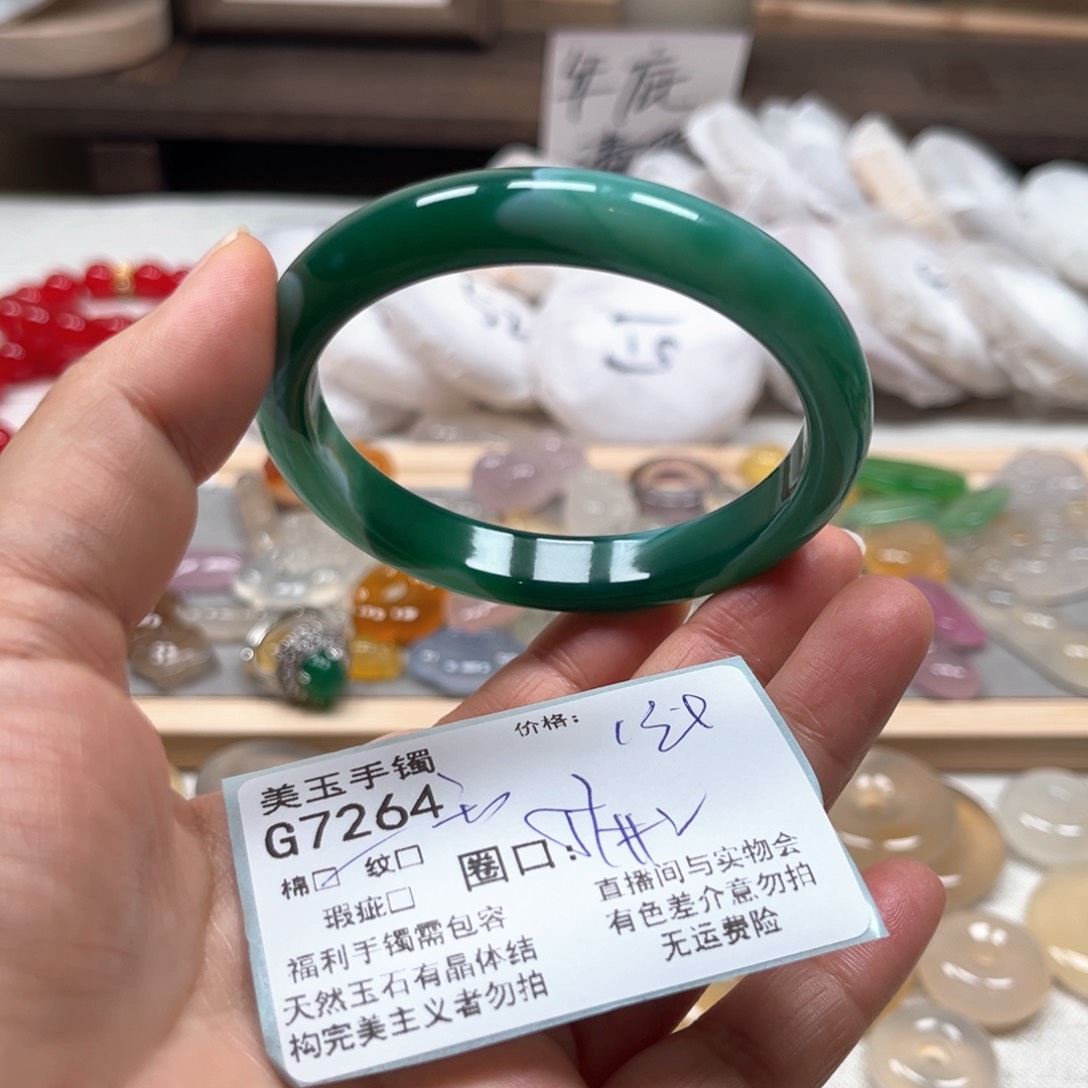 年底
价格：
美玉手镯
G7264
棉□ 纹□ 圈口：
瑕疵□
福利手镯需包容
天然玉石有晶体结
构完美主义者勿拍
直播间与实物会
有色差介意勿拍
无运费险